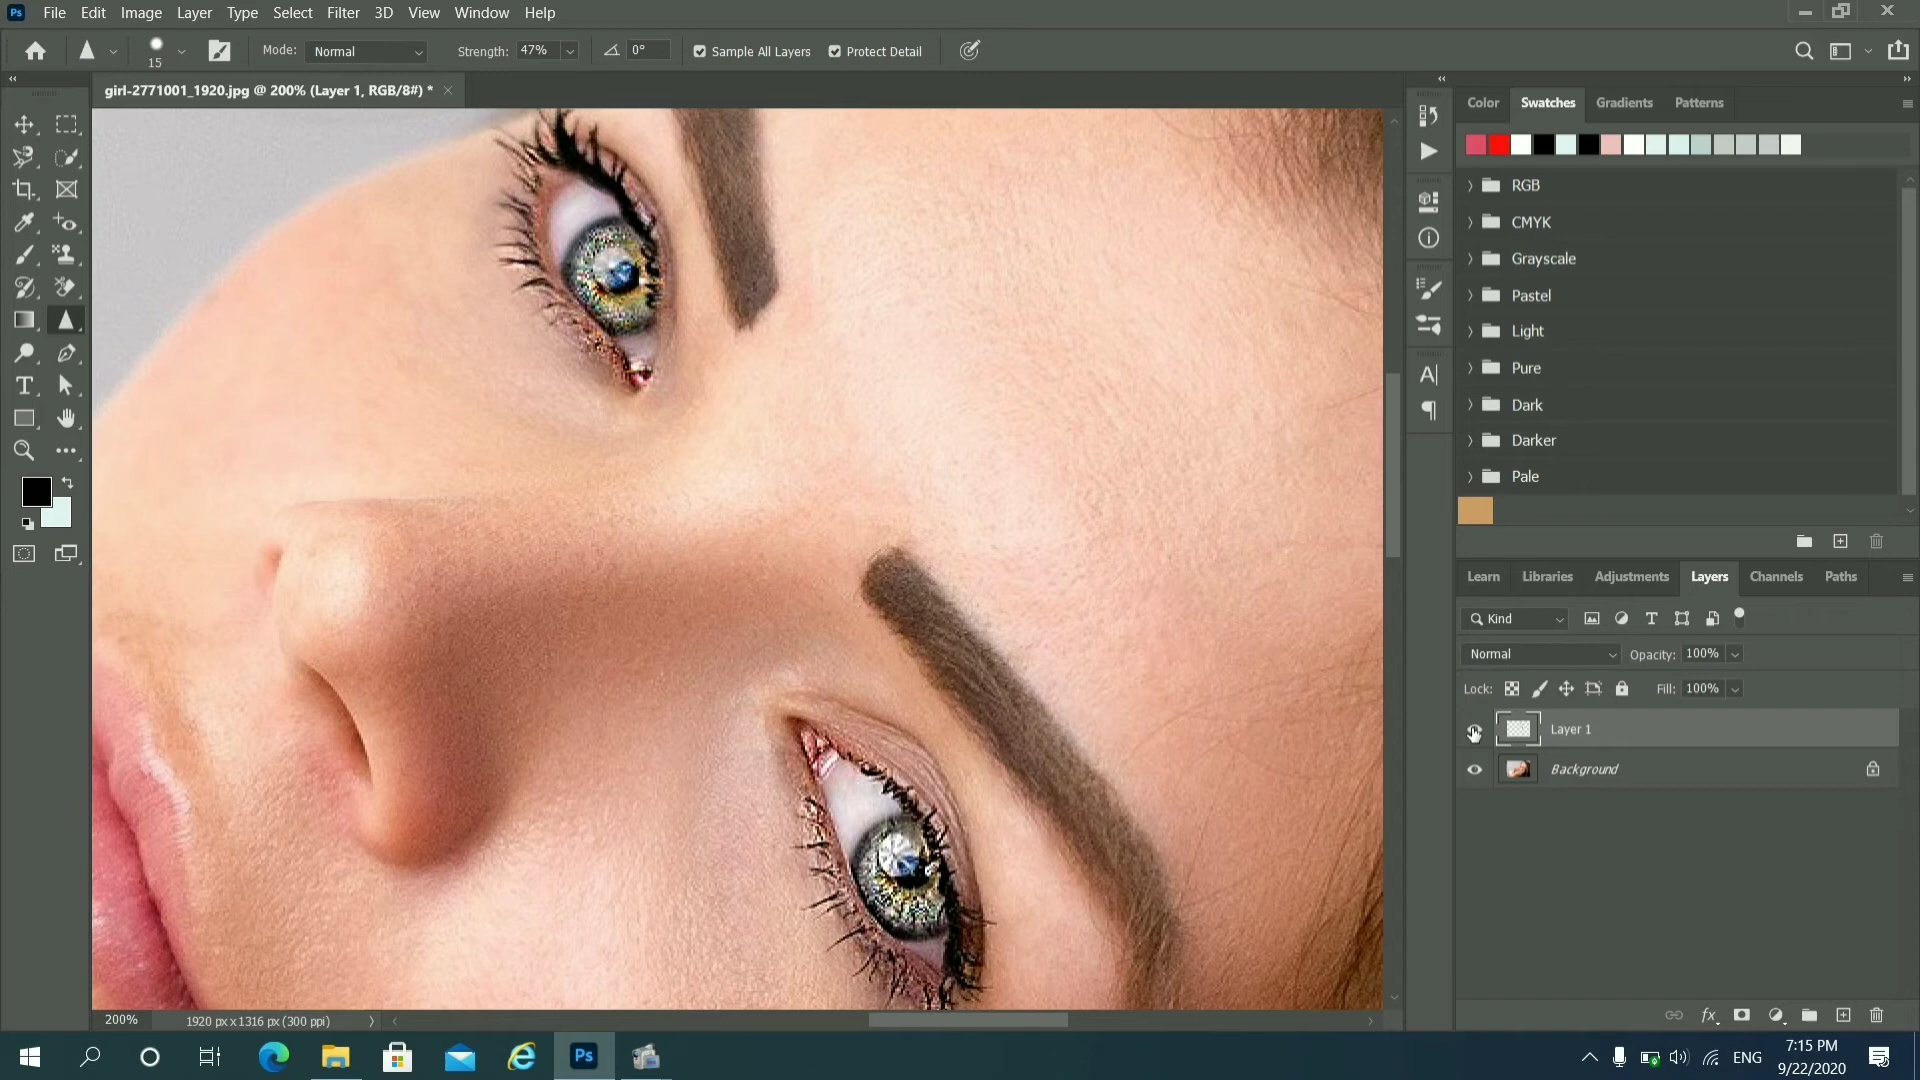 Ps File Edit Image Layer Type Select Filter 3D View Window Help
15 Mode: Normal Strength: 47% 0° Sample All Layers Protect Detail
girl-2771001_1920.jpg @ 200% (Layer 1, RGB/8#) *
Color Swatches Gradients Patterns
RGB
CMYK
Grayscale
Pastel
Light
Pure
Dark
Darker
Pale
Learn Libraries Adjustments Layers Channels Paths
Kind
Normal Opacity: 100%
Lock: Fill: 100%
Layer 1
Background
200% 1920 px x 1316 px (300 ppi)
Ps ENG 7:15 PM
9/22/2020